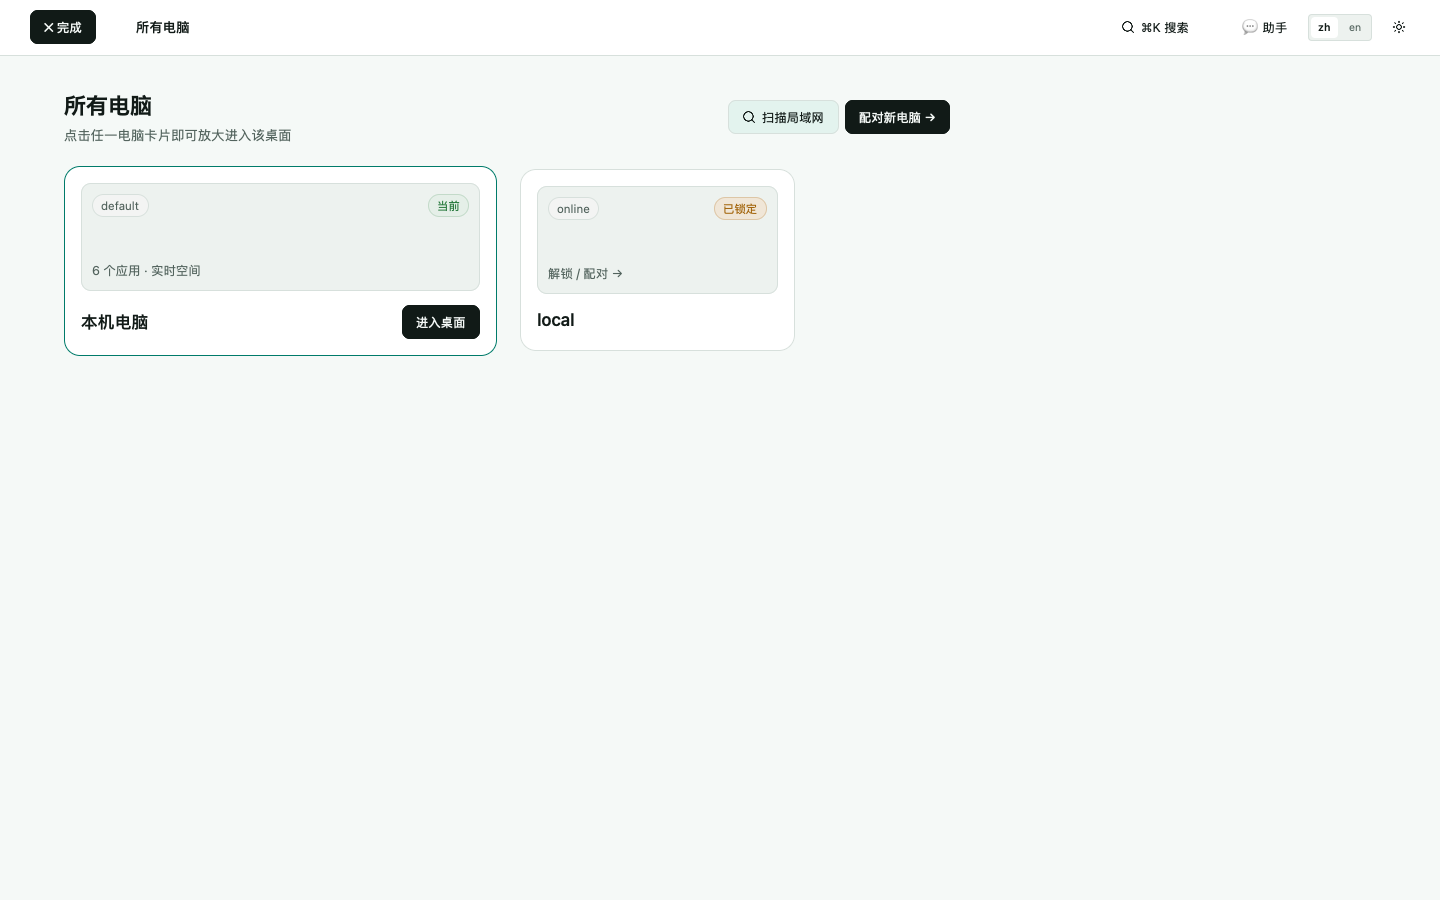 完成
所有电脑
⌘K 搜索
助手
zh
en
所有电脑
点击任一电脑卡片即可放大进入该桌面
扫描局域网
配对新电脑 →
default
当前
6 个应用 · 实时空间
本机电脑
进入桌面
online
已锁定
解锁 / 配对 →
local